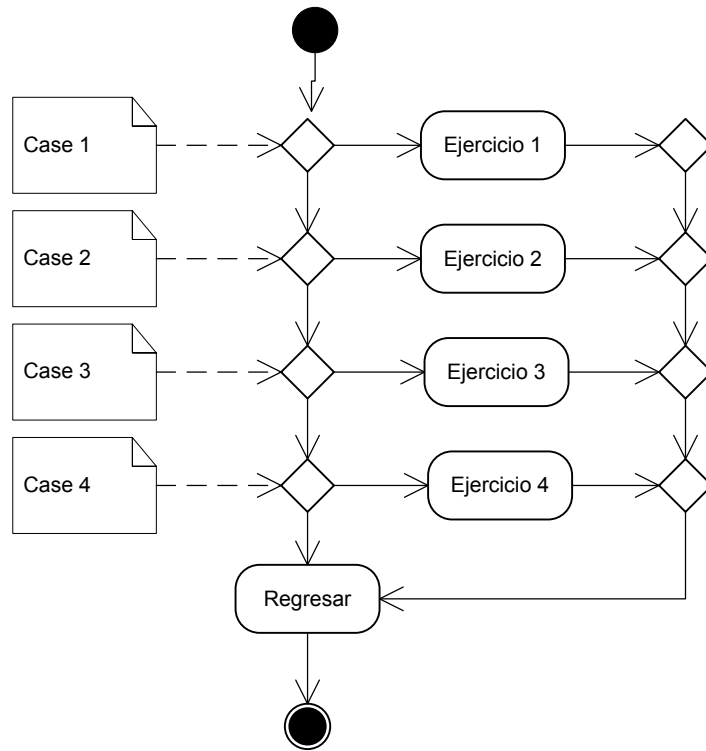 Case 1
Ejercicio 1
Case 2
Ejercicio 2
Case 3
Ejercicio 3
Case 4
Ejercicio 4
Regresar